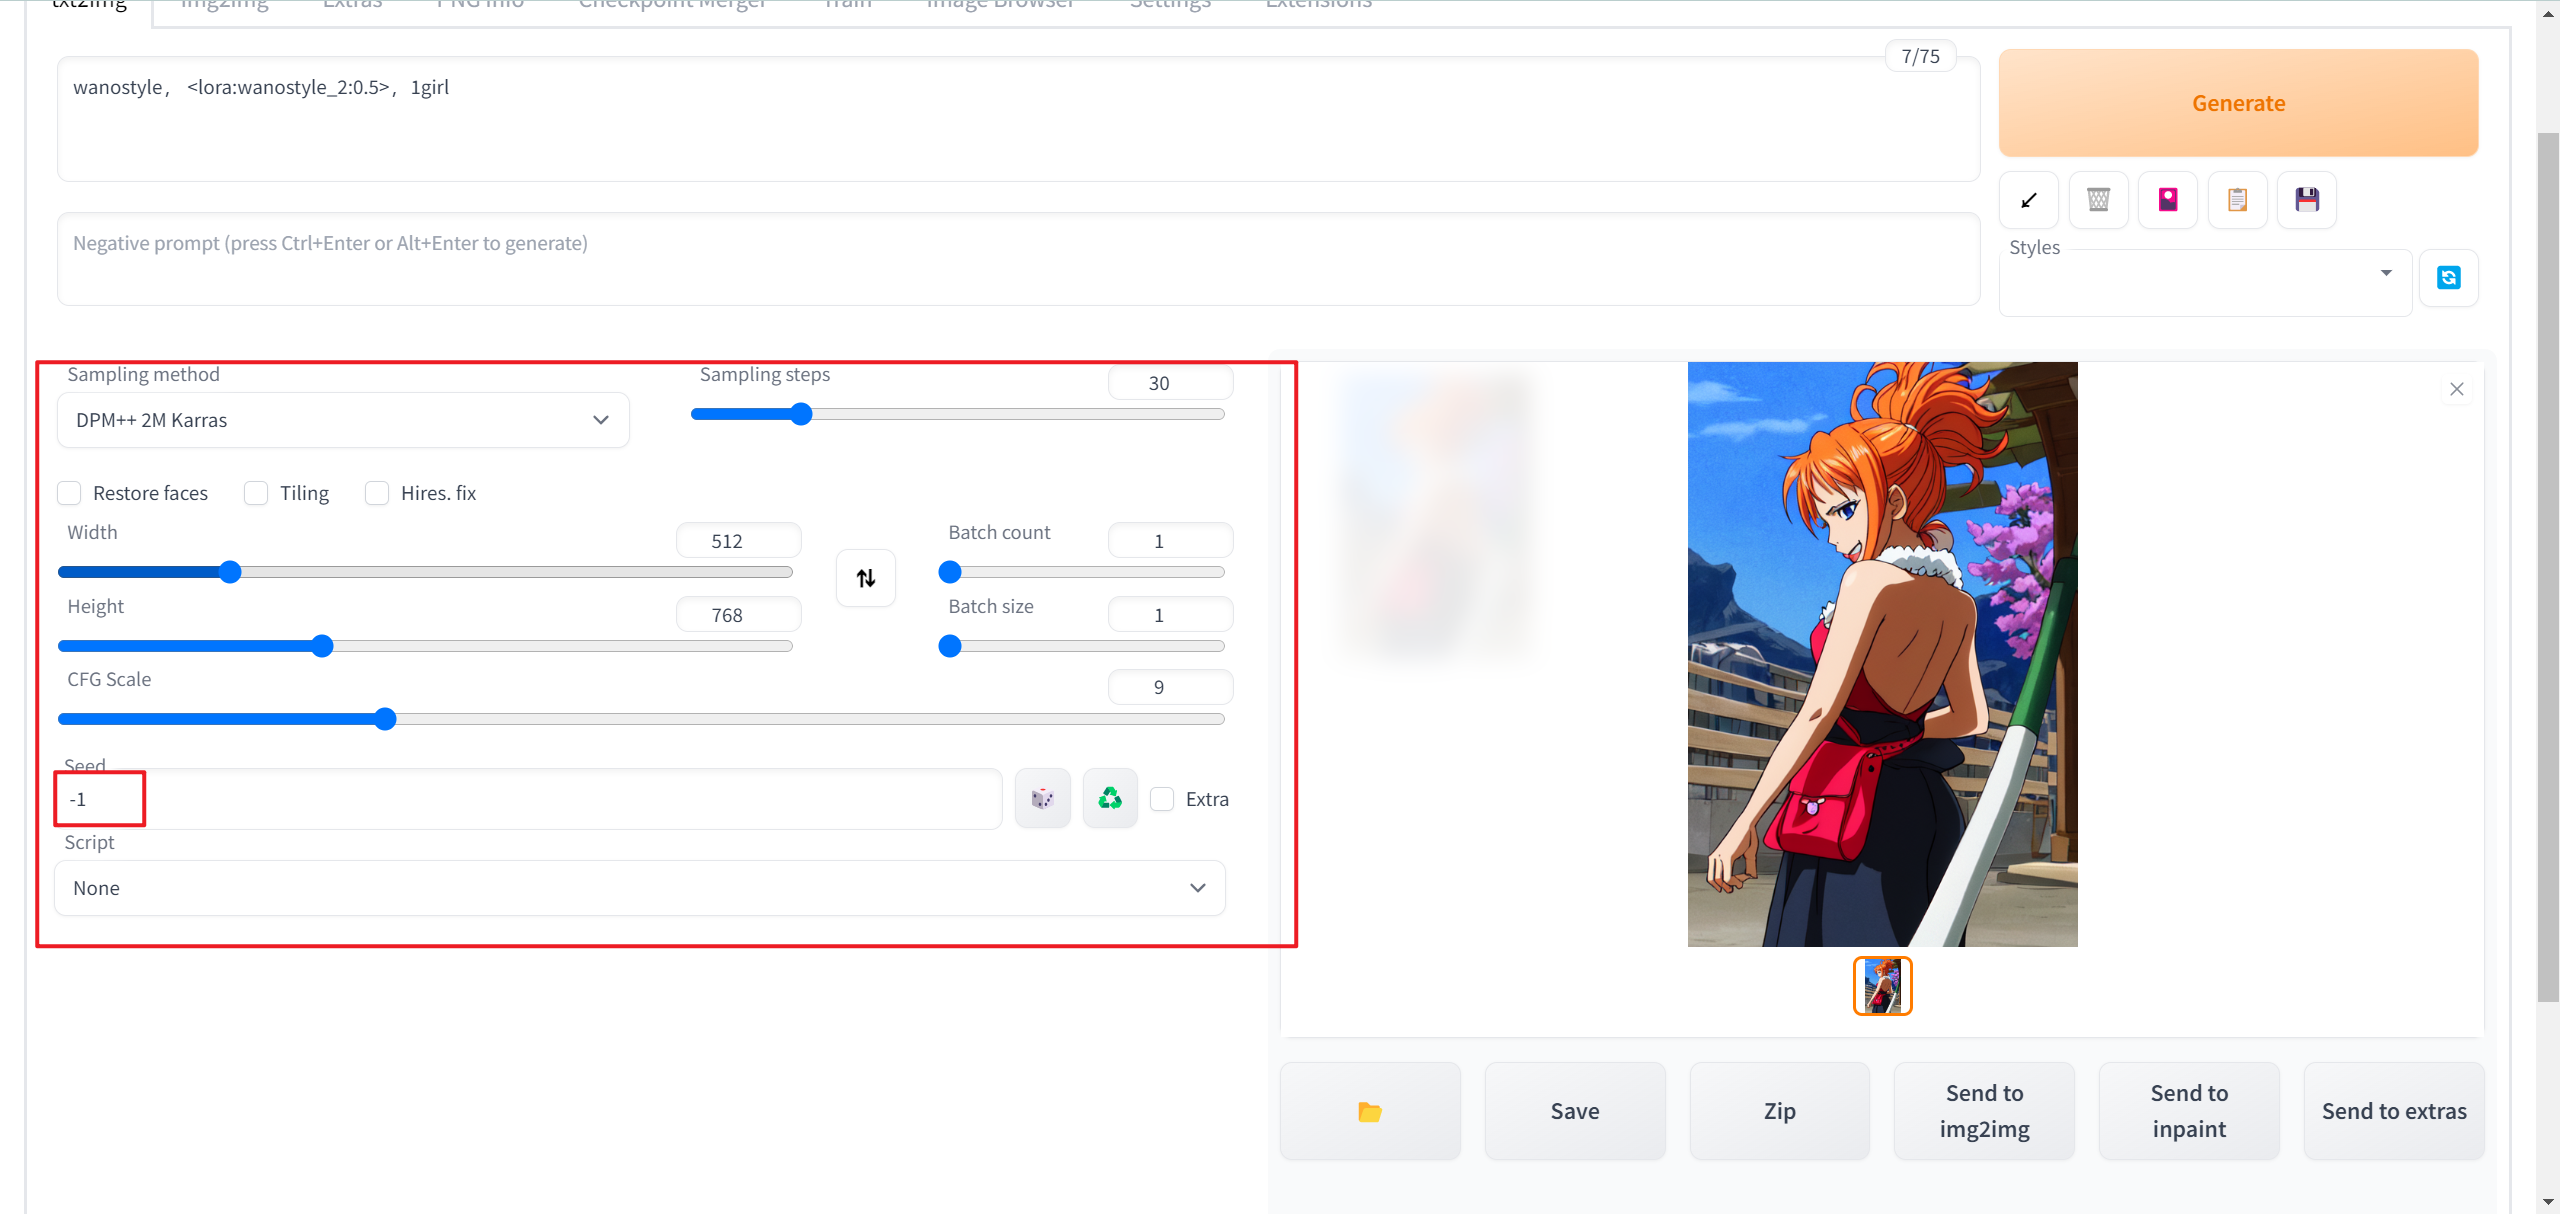 txt2img img2img Extras PNG Info Checkpoint Merger Train Image Browser Settings Extensions
7/75
wanostyle, <lora:wanostyle_2:0.5>, 1girl
Generate
Negative prompt (press Ctrl+Enter or Alt+Enter to generate)
Styles
Sampling method
DPM++ 2M Karras
Sampling steps
30
Restore faces
Tiling
Hires. fix
Width
512
Batch count
1
Height
768
Batch size
1
CFG Scale
9
Seed
-1
Extra
Script
None
Save
Zip
Send to
img2img
Send to
inpaint
Send to extras